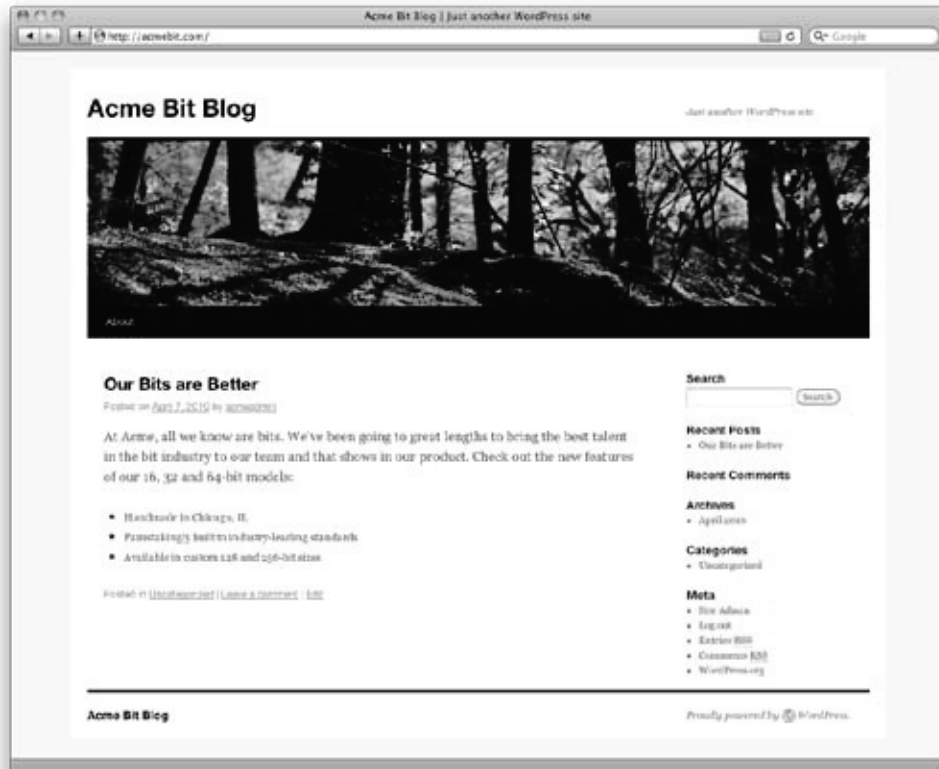 Acme Bit Blog | Just another WordPress site
http://acmebit.com/
Google
Acme Bit Blog
Just another WordPress site
About
Our Bits are Better
Posted on April 7, 2010 by acmeadmin
At Acme, all we know are bits. We've been going to great lengths to bring the best talent
in the bit industry to our team and that shows in our product. Check out the new features
of our 16, 32 and 64-bit models:
Handmade in Chicago, IL
built to industry-leading standards
Available in custom 128 and 256-bit sizes
Posted in Uncategorized | Leave a comment | Edit
Search
Search
Recent Posts
Our Bits are Better
Recent Comments
Archives
April 2010
Categories
Uncategorized
Meta
Site Admin
Log out
Entries RSS
Comments RSS
WordPress.org
Acme Bit Blog
Proudly powered by WordPress.